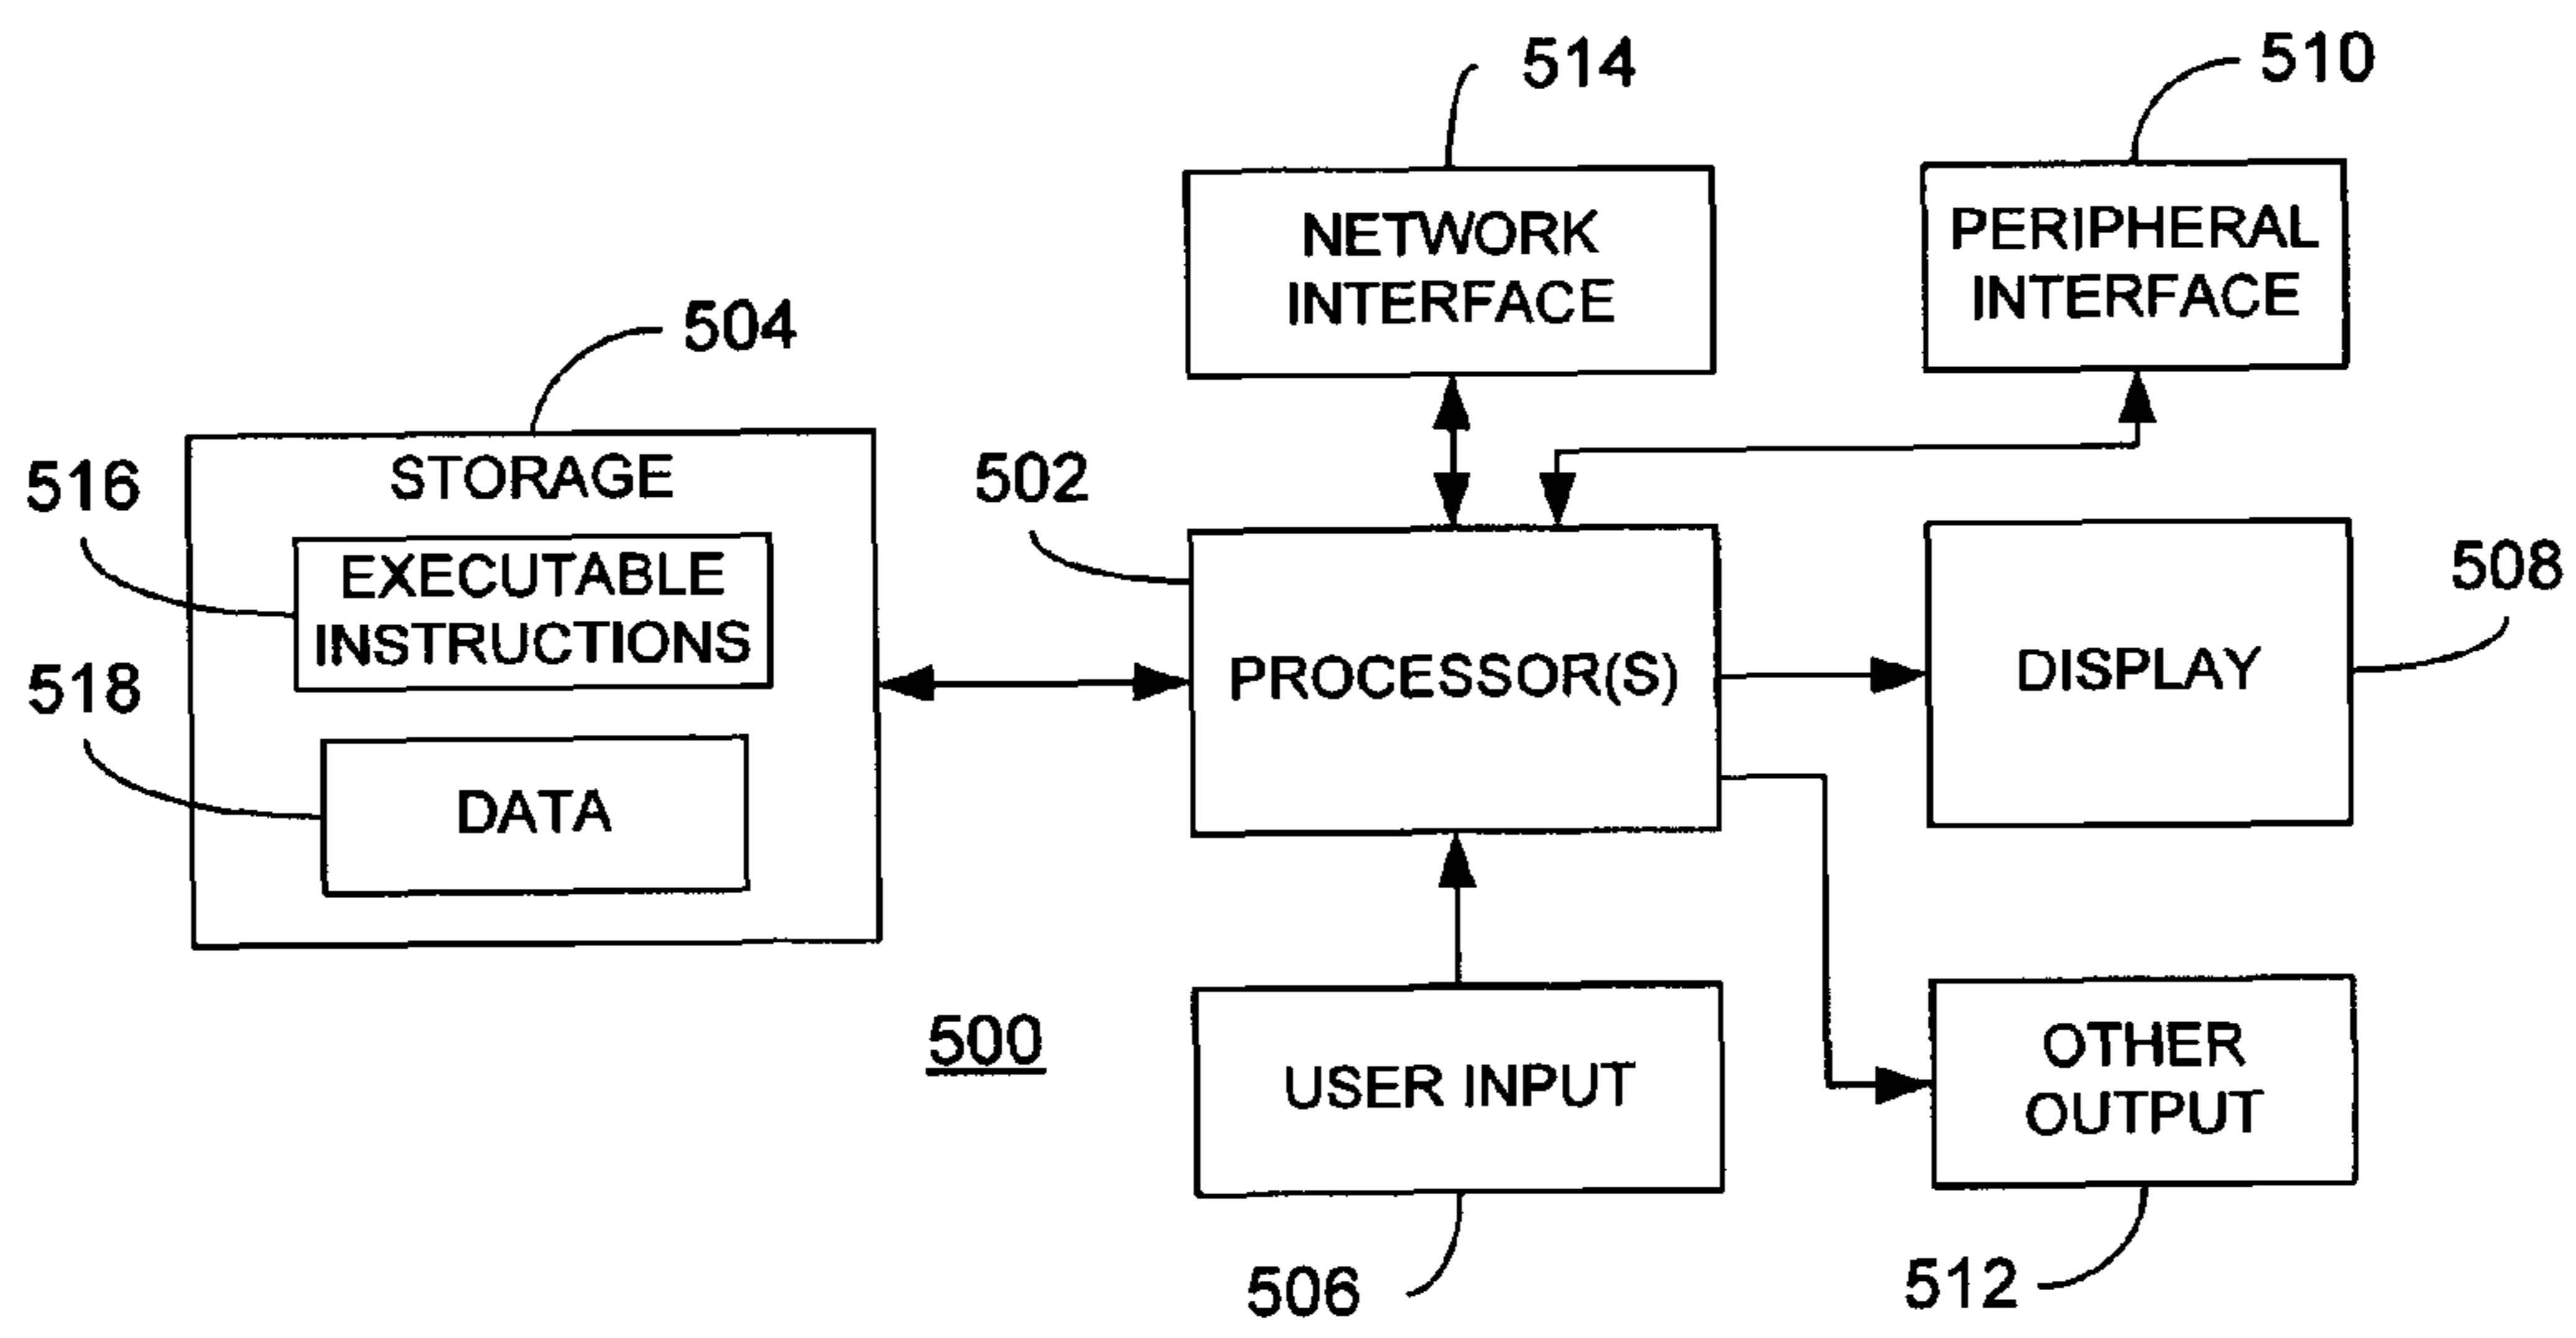 514
510
NETWORK
INTERFACE
PERIPHERAL
INTERFACE
504
STORAGE
516
EXECUTABLE
INSTRUCTIONS
518
DATA
502
PROCESSOR(S)
DISPLAY
508
500
USER INPUT
506
OTHER
OUTPUT
512